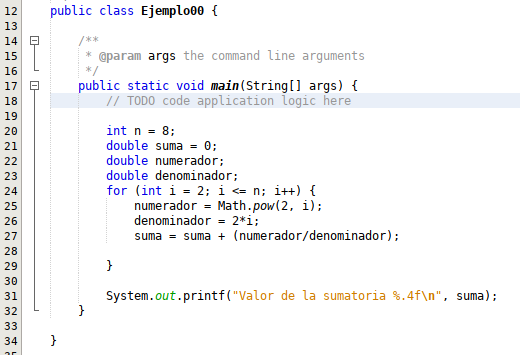 12 public class Ejemplo00 {
13
14 /**
15 * @param args the command line arguments
16 */
17 public static void main(String[] args) {
18 // TODO code application logic here
19
20 int n = 8;
21 double suma = 0;
22 double numerador;
23 double denominador;
24 for (int i = 2; i <= n; i++) {
25 numerador = Math.pow(2, i);
26 denominador = 2*i;
27 suma = suma + (numerador/denominador);
28
29 }
30
31 System.out.printf("Valor de la sumatoria %.4f\n", suma);
32 }
33
34 }